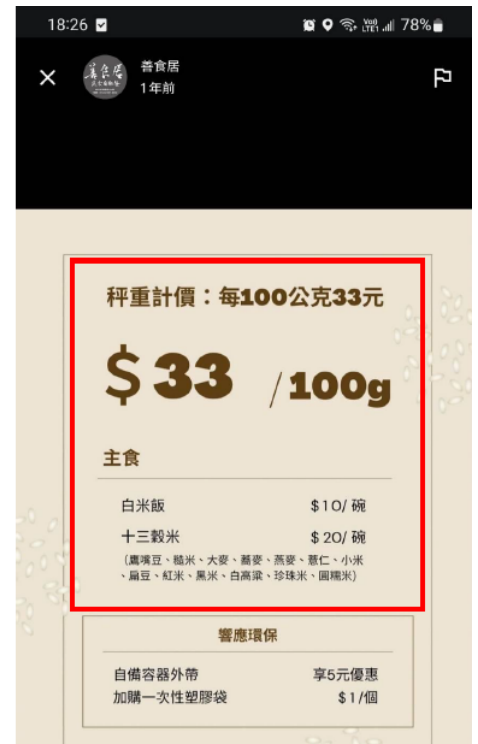 18:26
78%
善食居
1年前
秤重計價：每100公克33元
$33 /100g
主食
白米飯 $10/ 碗
十三穀米 $20/ 碗
(鷹嘴豆、糙米、大麥、蕎麥、燕麥、薏仁、小米
、扁豆、紅米、黑米、白高粱、珍珠米、圓糯米)
響應環保
自備容器外帶 享5元優惠
加購一次性塑膠袋 $1/個